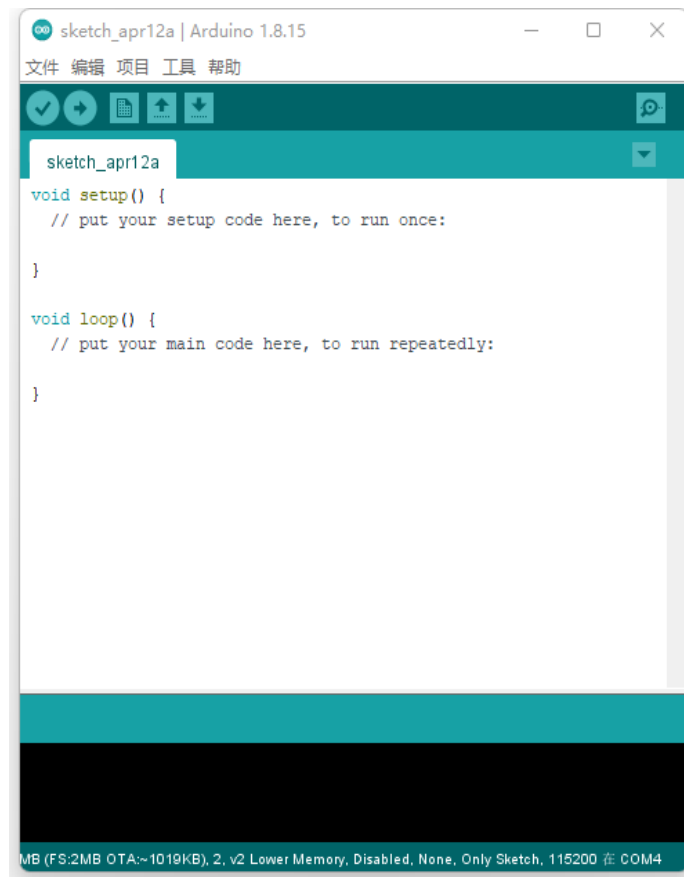 sketch_apr12a | Arduino 1.8.15
文件 编辑 项目 工具 帮助
sketch_apr12a
void setup() {
  // put your setup code here, to run once:
}
void loop() {
  // put your main code here, to run repeatedly:
}
MB (FS:2MB OTA:~1019KB), 2, v2 Lower Memory, Disabled, None, Only Sketch, 115200 在 COM4